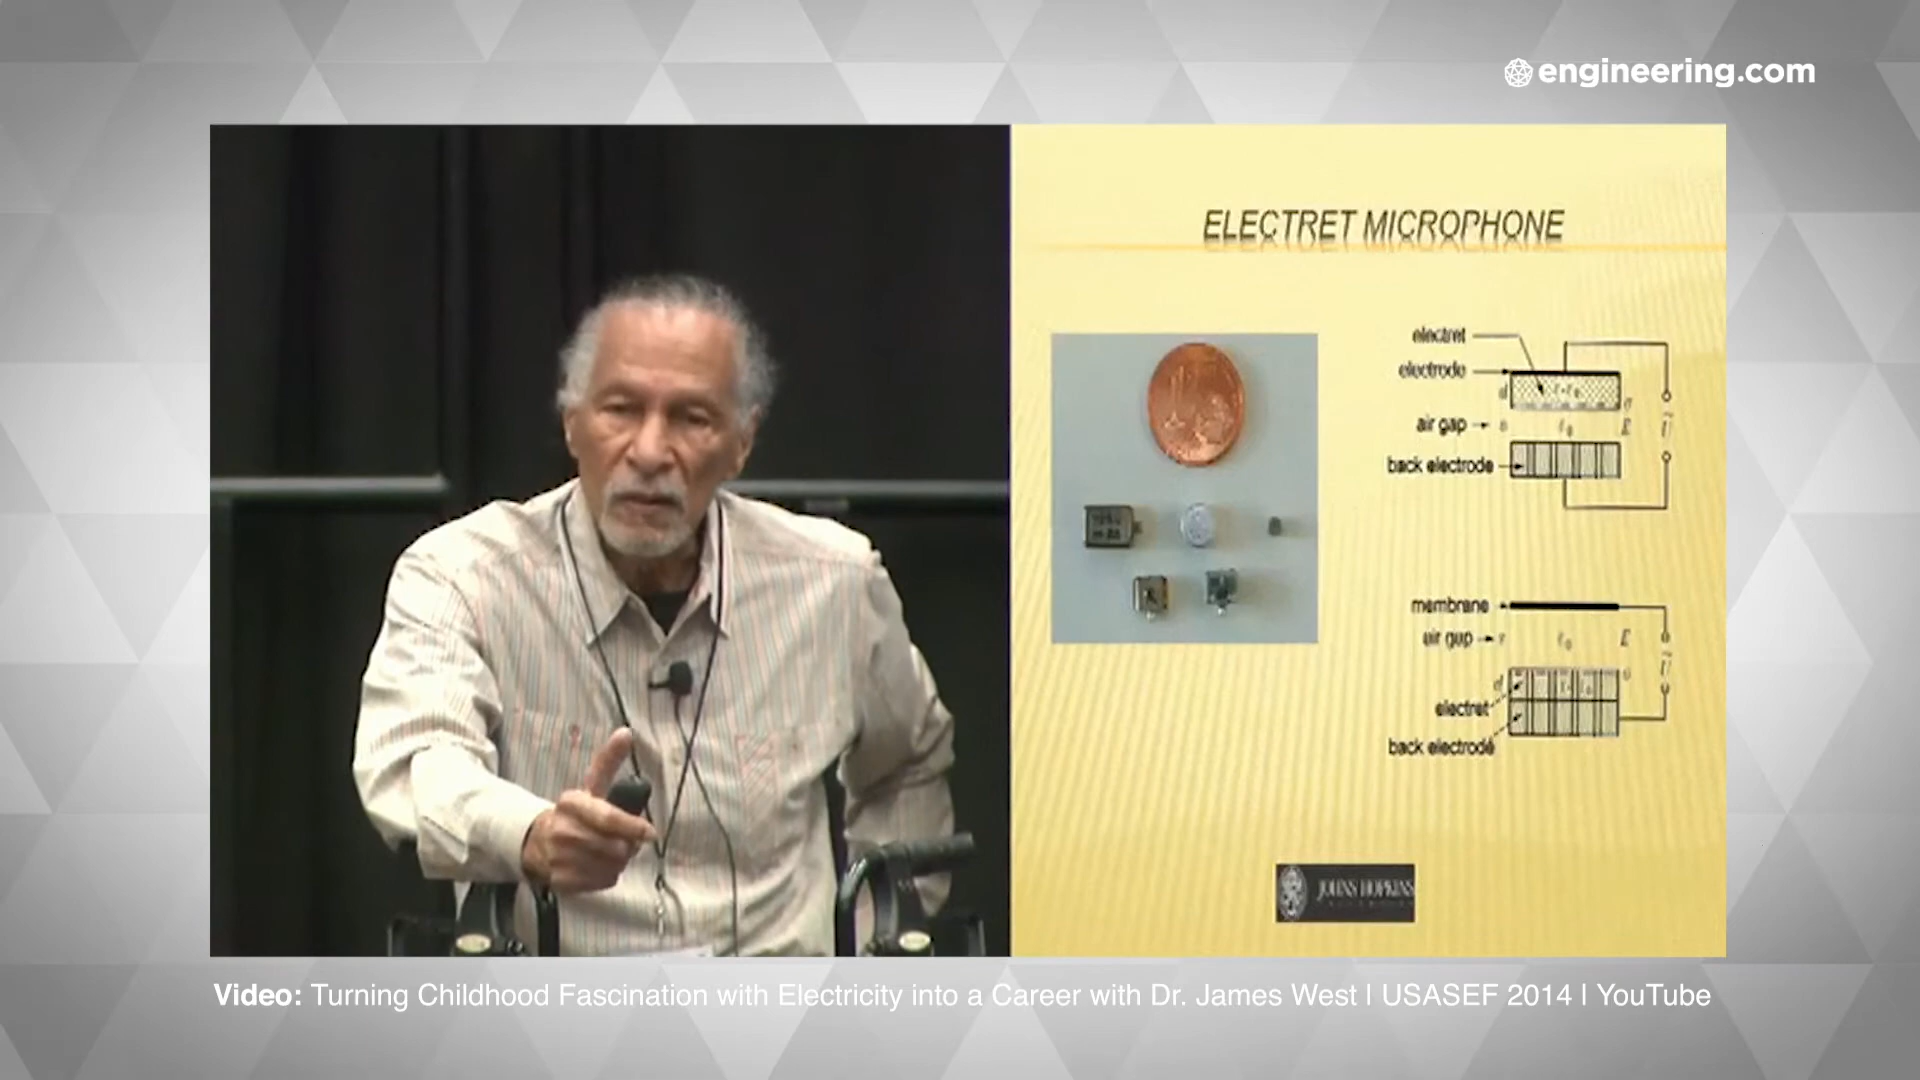 engineering.com
ELECTRET MICROPHONE
electret
electrode
air gap
back electrode
membrane
air gap
electret
back electrode
JOHNS HOPKINS
Video: Turning Childhood Fascination with Electricity into a Career with Dr. James West | USASEF 2014 | YouTube